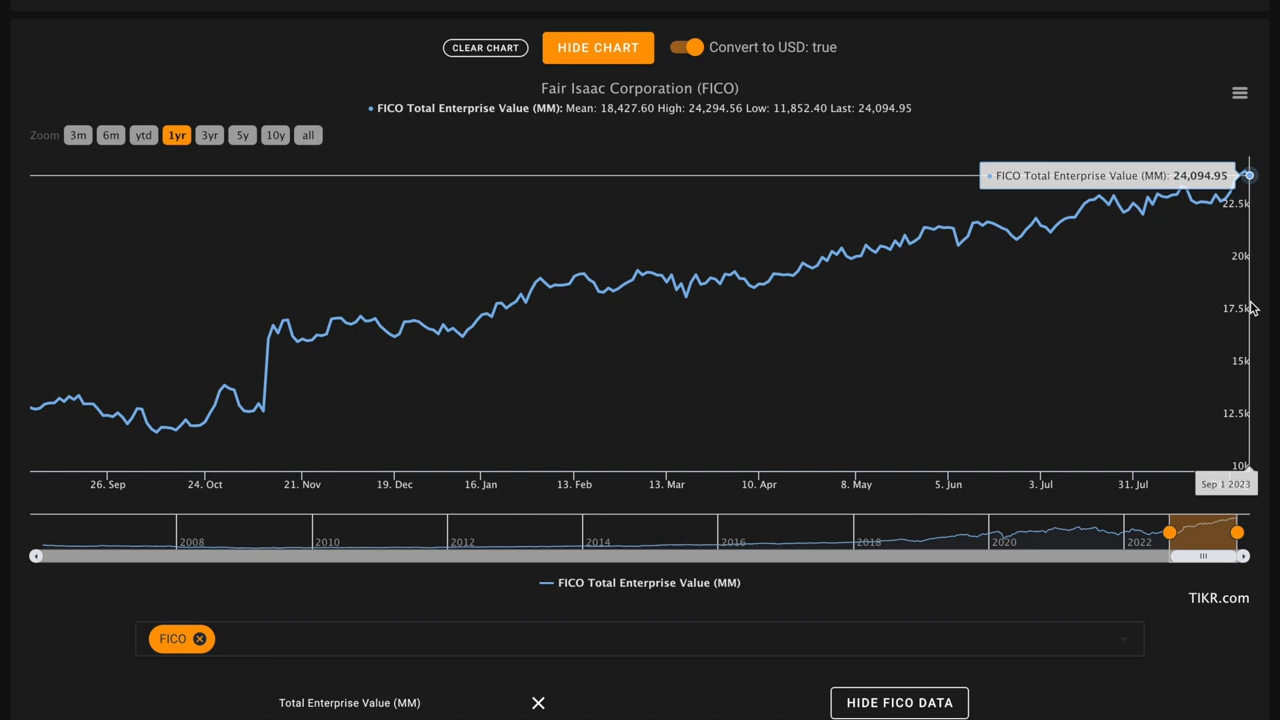 CLEAR CHART HIDE CHART Convert to USD: true
Fair Isaac Corporation (FICO)
FICO Total Enterprise Value (MM): Mean: 18,427.60 High: 24,294.56 Low: 11,852.40 Last: 24,094.95
Zoom 3m 6m ytd 1yr 3yr 5y 10y all
FICO Total Enterprise Value (MM): 24,094.95
22.5k
20k
17.5k
15k
12.5k
10k
26. Sep 24. Oct 21. Nov 19. Dec 16. Jan 13. Feb 13. Mar 10. Apr 8. May 5. Jun 3. Jul 31. Jul Sep 1 2023
2008 2010 2012 2014 2016 2018 2020 2022
FICO Total Enterprise Value (MM)
TIKR.com
FICO
Total Enterprise Value (MM) HIDE FICO DATA